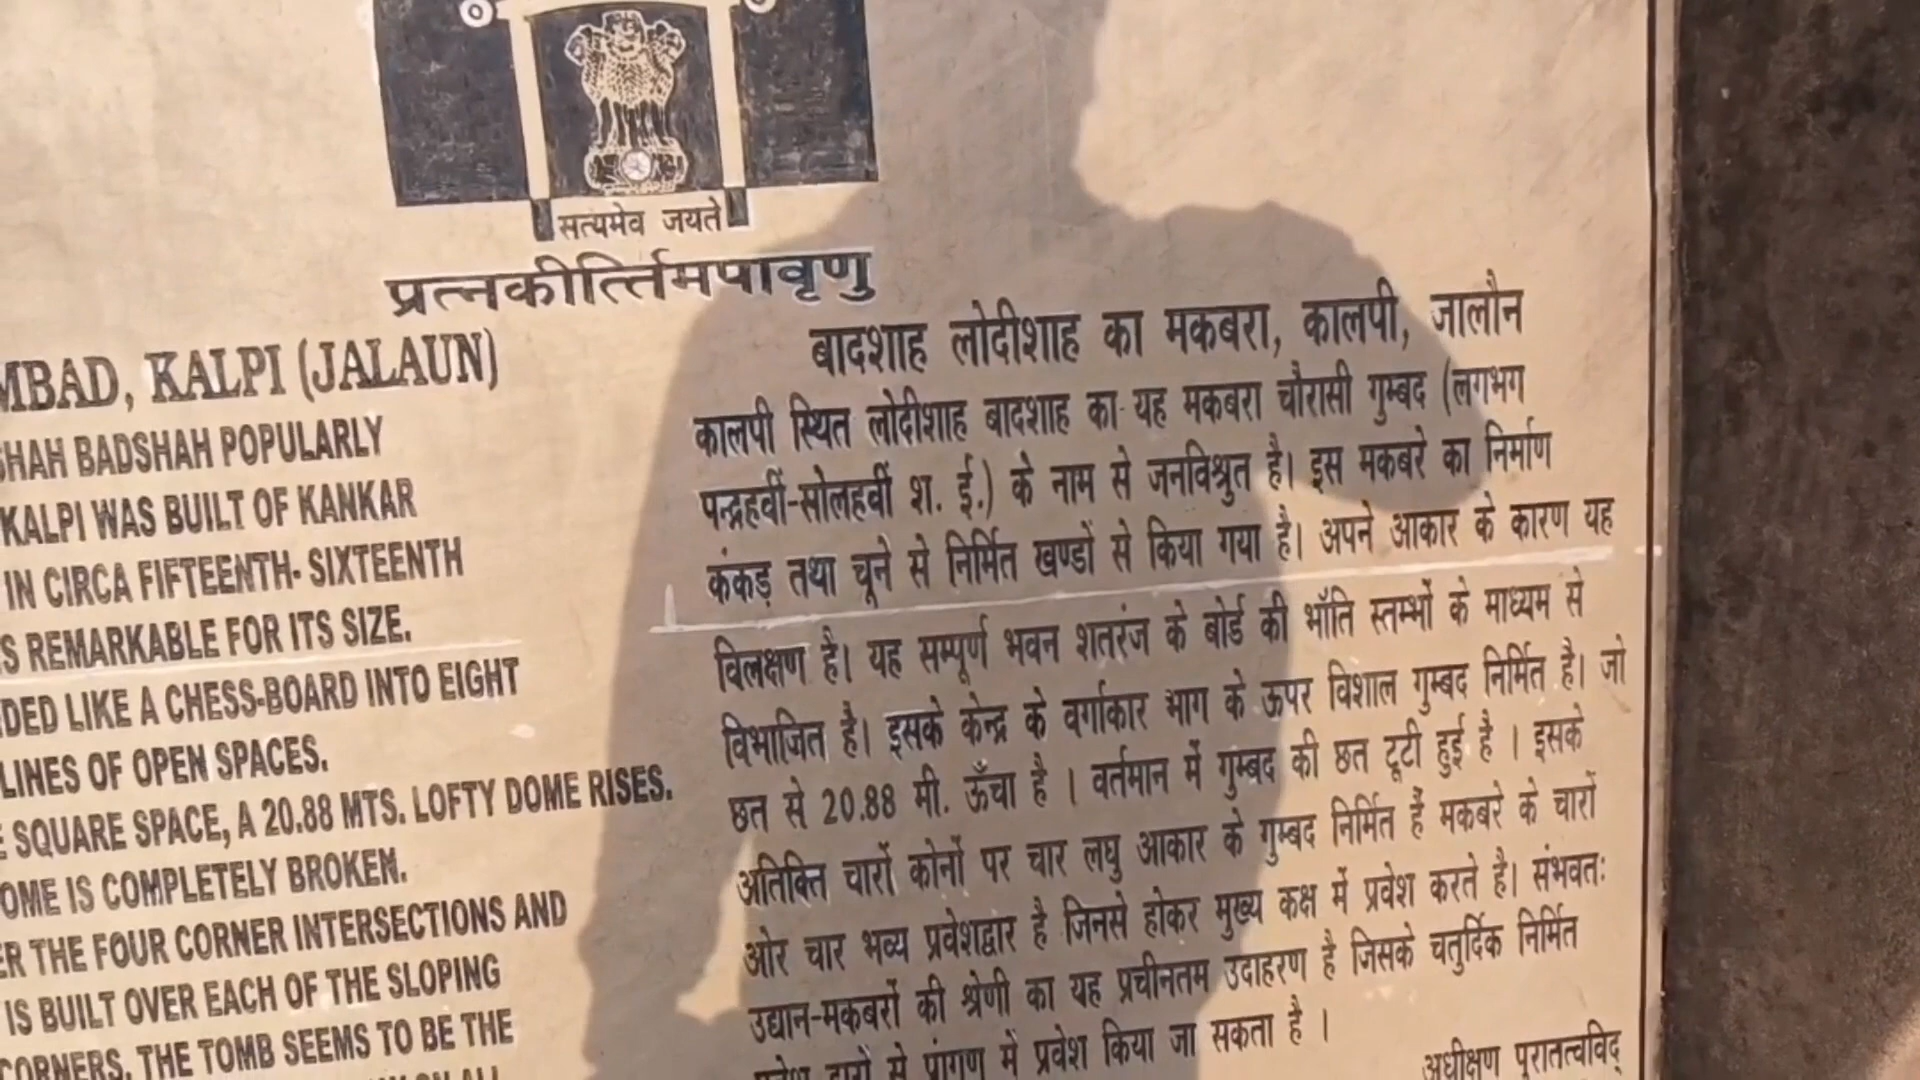 सत्यमेव जयते
प्रत्नकीर्त्तिमपावृणु
KALPI (JALAUN)
BADSHAH POPULARLY
KALPI WAS BUILT OF KANKAR
IN CIRCA FIFTEENTH- SIXTEENTH
REMARKABLE FOR ITS SIZE.
LIKE A CHESS-BOARD INTO EIGHT
LINES OF OPEN SPACES.
SQUARE SPACE, A 20.88 MTS. LOFTY DOME RISES.
IS COMPLETELY BROKEN.
THE FOUR CORNER INTERSECTIONS AND
IS BUILT OVER EACH OF THE SLOPING
CORNERS. THE TOMB SEEMS TO BE THE
बादशाह लोदीशाह का मकबरा, कालपी, जालौन
कालपी स्थित लोदीशाह बादशाह का यह मकबरा चौरासी गुम्बद (लगभग
पन्द्रहवीं-सोलहवीं श. ई.) के नाम से जनविश्रुत है। इस मकबरे का निर्माण
कंकड़ तथा चूने से निर्मित खण्डों से किया गया है। अपने आकार के कारण यह
विलक्षण है। यह सम्पूर्ण भवन शतरंज के बोर्ड की भाँति स्तम्भों के माध्यम से
विभाजित है। इसके केन्द्र के वर्गाकार भाग के ऊपर विशाल गुम्बद निर्मित है। जो
छत से 20.88 मी. ऊँचा है । वर्तमान में गुम्बद की छत टूटी हुई है । इसके
अतिक्ति चारों कोनों पर चार लघु आकार के गुम्बद निर्मित हैं मकबरे के चारों
ओर चार भव्य प्रवेशद्वार है जिनसे होकर मुख्य कक्ष में प्रवेश करते है। संभवतः
उद्यान-मकबरों की श्रेणी का यह प्रचीनतम उदाहरण है जिसके चतुर्दिक निर्मित
से प्रांगण में प्रवेश किया जा सकता है ।
अधीक्षण पुरातत्वविद्